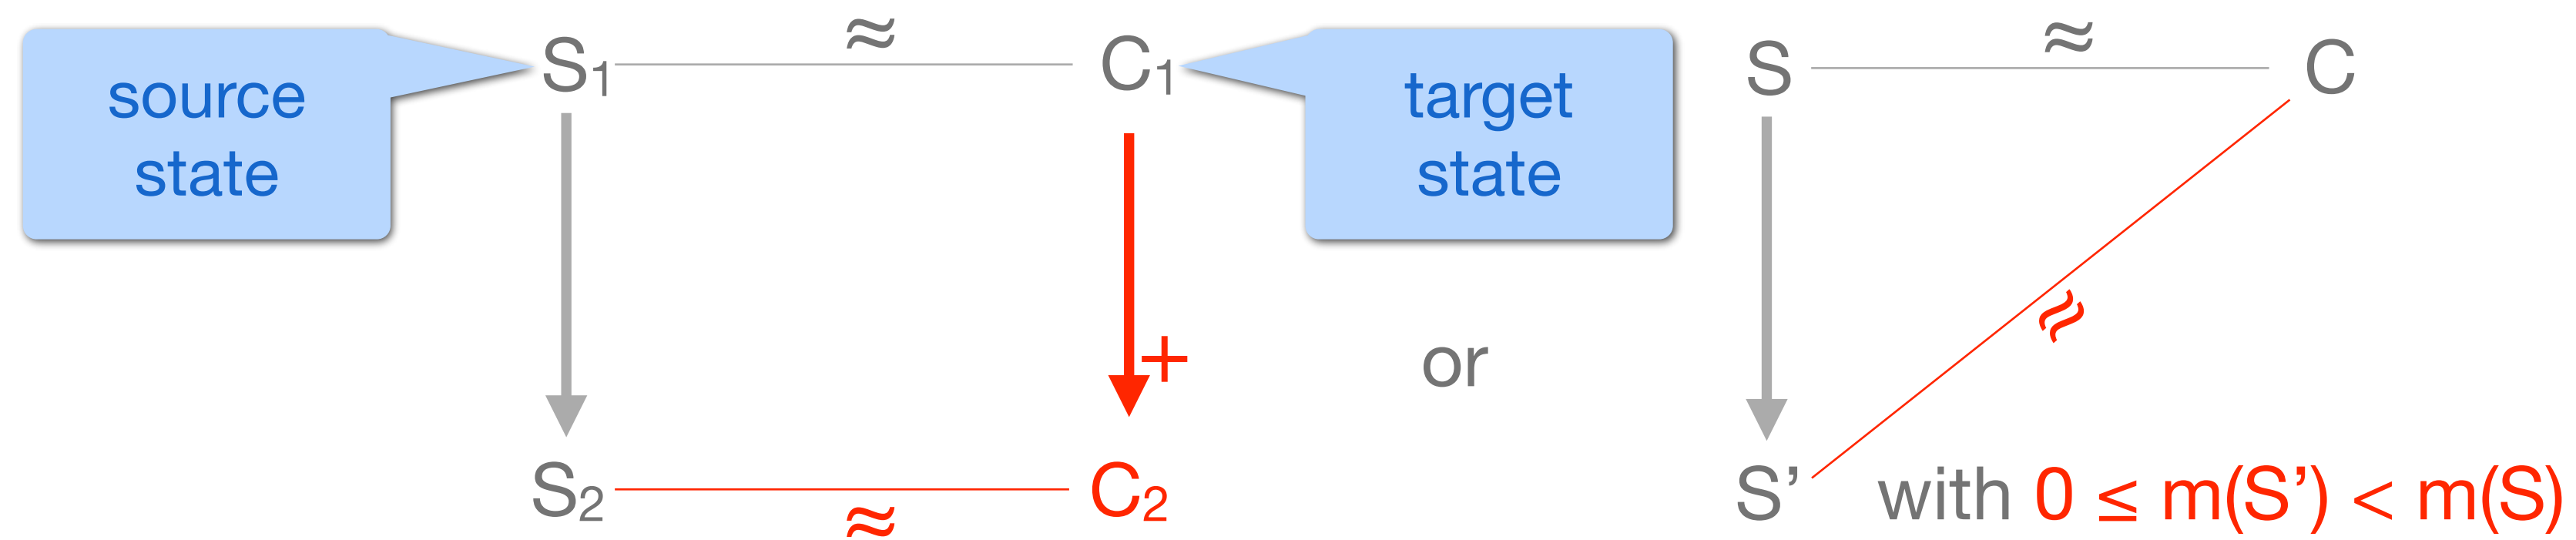 source
state
S₁
≈
C₁
target
state
+
S₂
≈
C₂
or
S
≈
C
≈
S’ with 0 ≤ m(S’) < m(S)